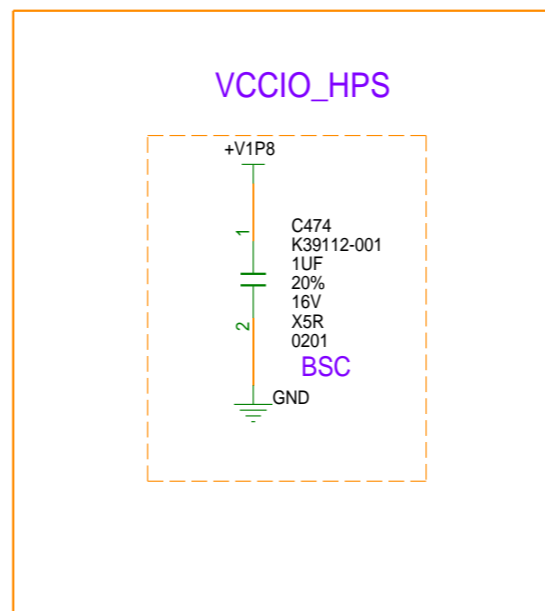 VCCIO_HPS
+V1P8
1
C474
K39112-001
1UF
20%
16V
X5R
0201
2
BSC
GND